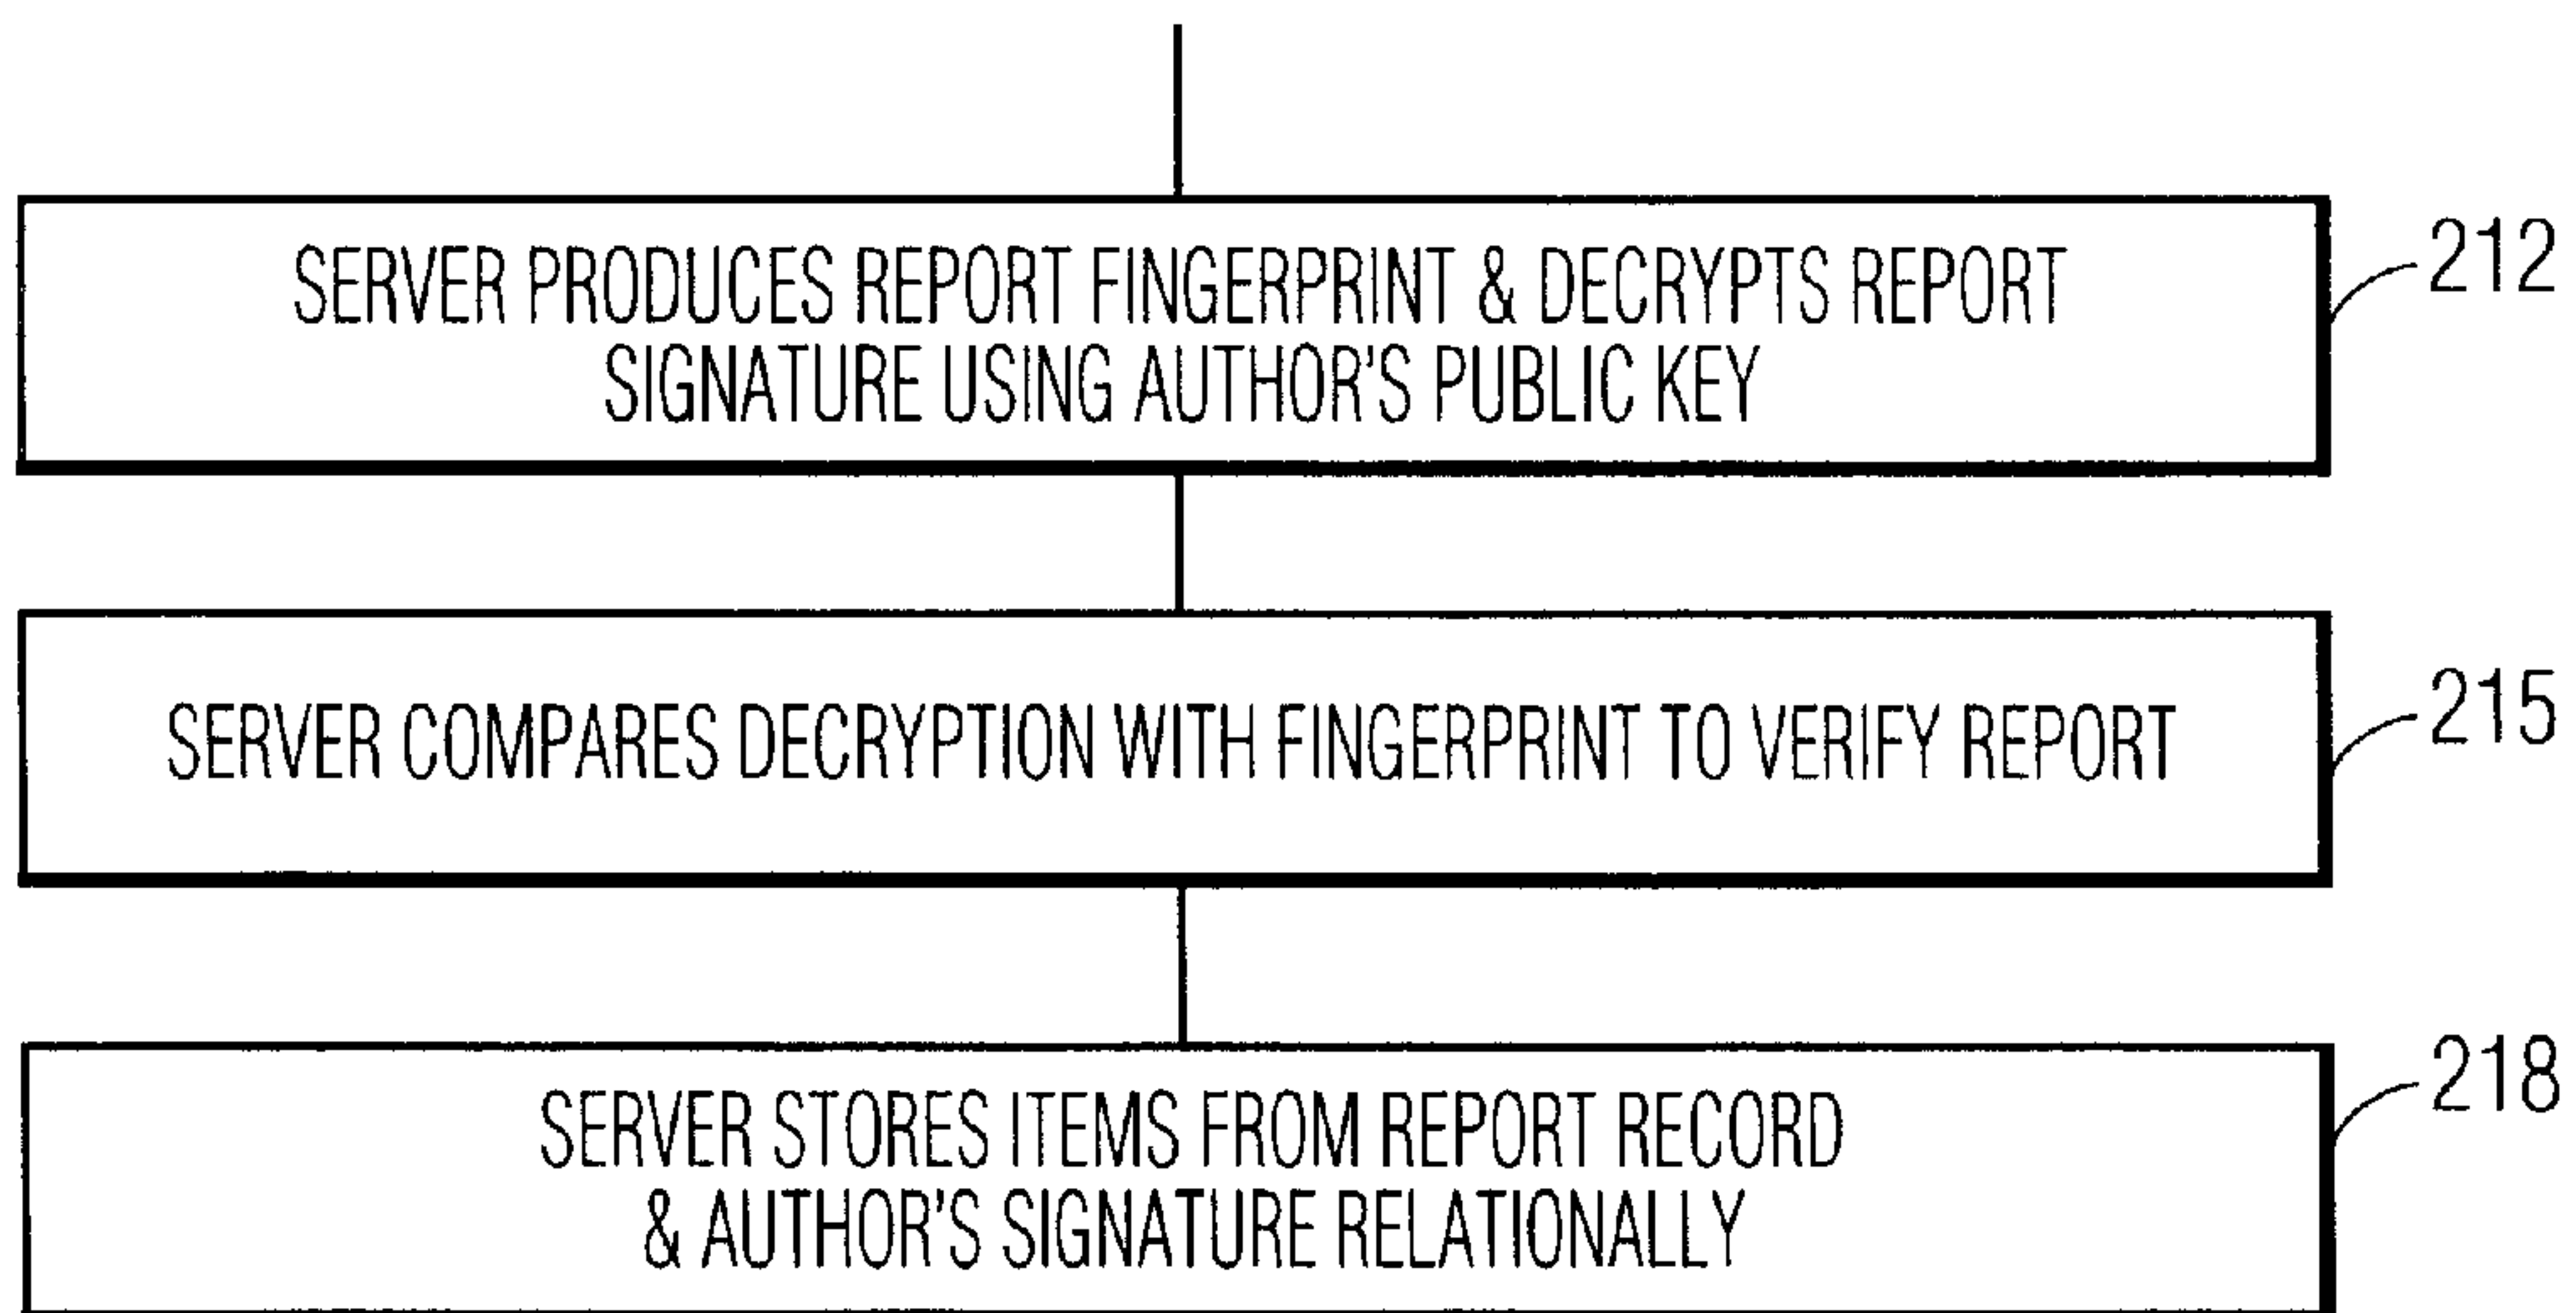 SERVER PRODUCES REPORT FINGERPRINT & DECRYPTS REPORT
SIGNATURE USING AUTHOR'S PUBLIC KEY
212
SERVER COMPARES DECRYPTION WITH FINGERPRINT TO VERIFY REPORT
215
SERVER STORES ITEMS FROM REPORT RECORD
& AUTHOR'S SIGNATURE RELATIONALLY
218